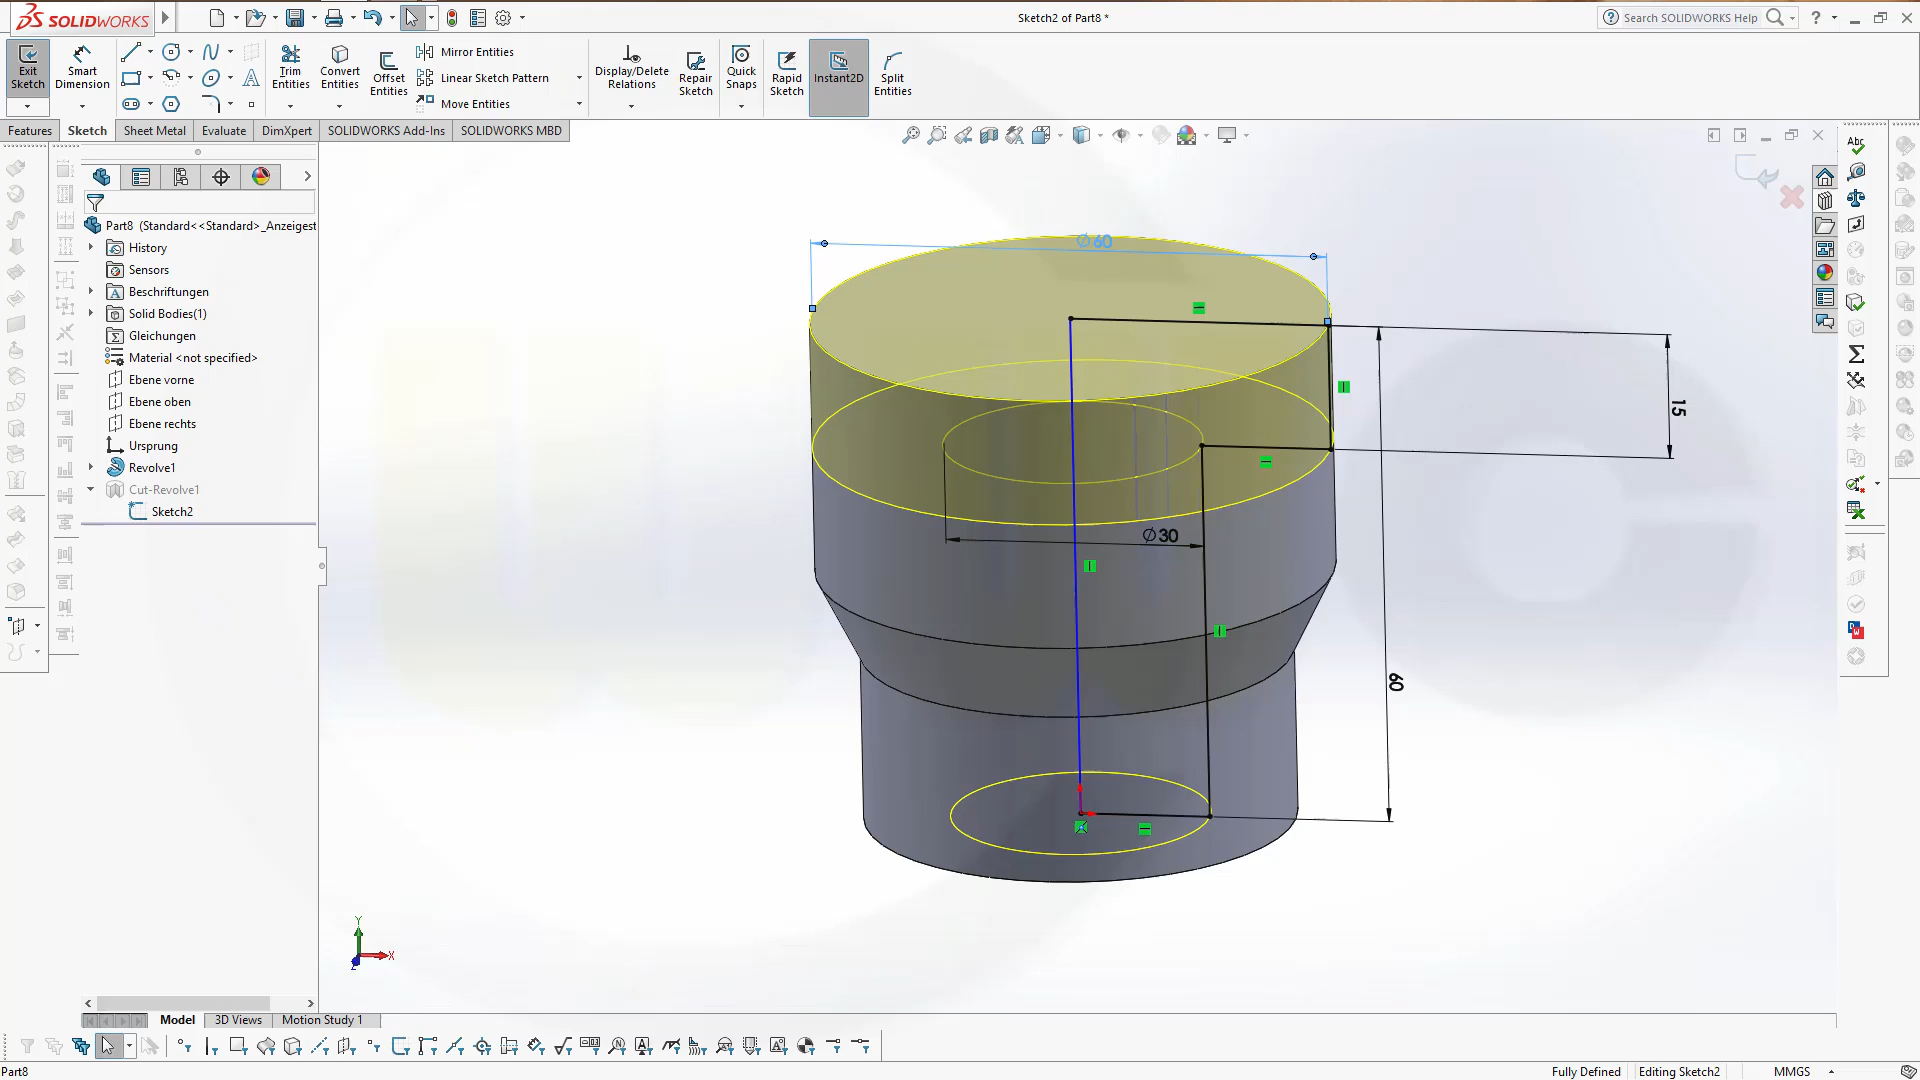 SOLIDWORKS
Sketch2 of Part8 *
Search SOLIDWORKS Help
Exit Sketch
Smart Dimension
Trim Entities
Convert Entities
Offset Entities
Mirror Entities
Linear Sketch Pattern
Move Entities
Display/Delete Relations
Repair Sketch
Quick Snaps
Rapid Sketch
Instant2D
Split Entities
Features
Sketch
Sheet Metal
Evaluate
DimXpert
SOLIDWORKS Add-Ins
SOLIDWORKS MBD
Part8 (Standard<<Standard>_Anzeigest
History
Sensors
Beschriftungen
Solid Bodies(1)
Gleichungen
Material <not specified>
Ebene vorne
Ebene oben
Ebene rechts
Ursprung
Revolve1
Cut-Revolve1
Sketch2
∅60
15
∅30
60
Y
X
Z
Model
3D Views
Motion Study 1
Part8
Fully Defined
Editing Sketch2
MMGS